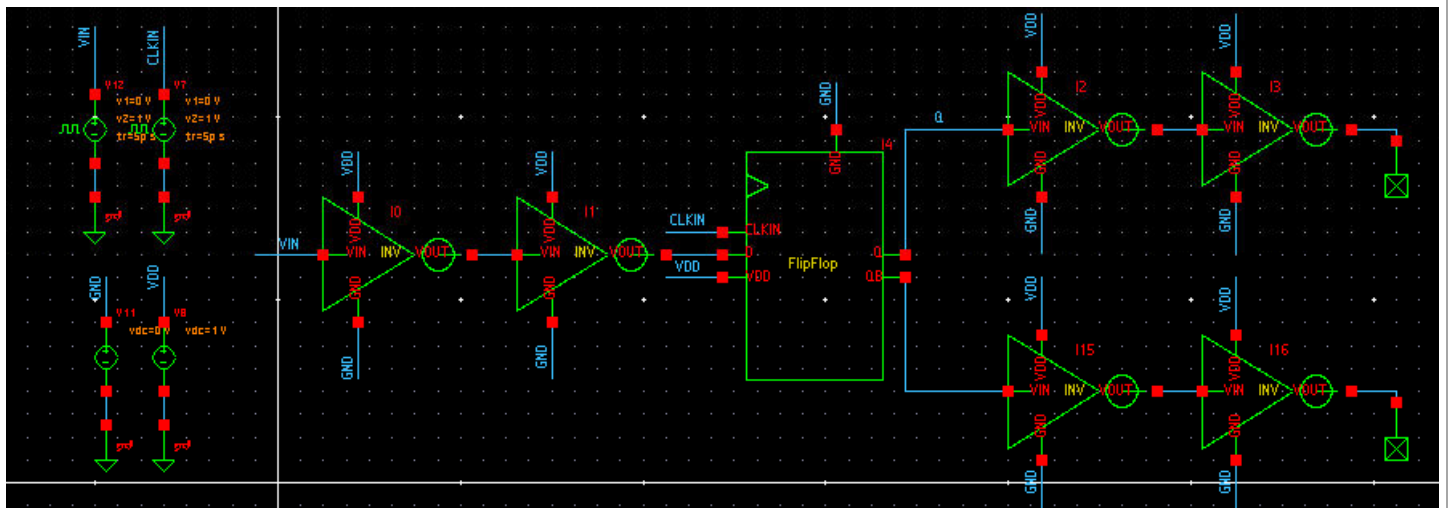 VIN
CLKIN
V12
V7
v1=0 V
v2=1 V
tr=5p s
v1=0 V
v2=1 V
tr=5p s
gnd
gnd
GND
VDD
V11
V8
vdc=0 V
vdc=1 V
gnd
gnd
VIN
VDD
I0
VDD
VIN
INV
VOUT
GND
GND
VDD
I1
VDD
VIN
INV
VOUT
GND
GND
CLKIN
VDD
GND
I4
GND
CLKIN
D
VDD
FlipFlop
Q
QB
Q
VDD
I2
VDD
VIN
INV
VOUT
GND
GND
VDD
I3
VDD
VIN
INV
VOUT
GND
GND
VDD
I15
VDD
VIN
INV
VOUT
GND
GND
VDD
I16
VDD
VIN
INV
VOUT
GND
GND